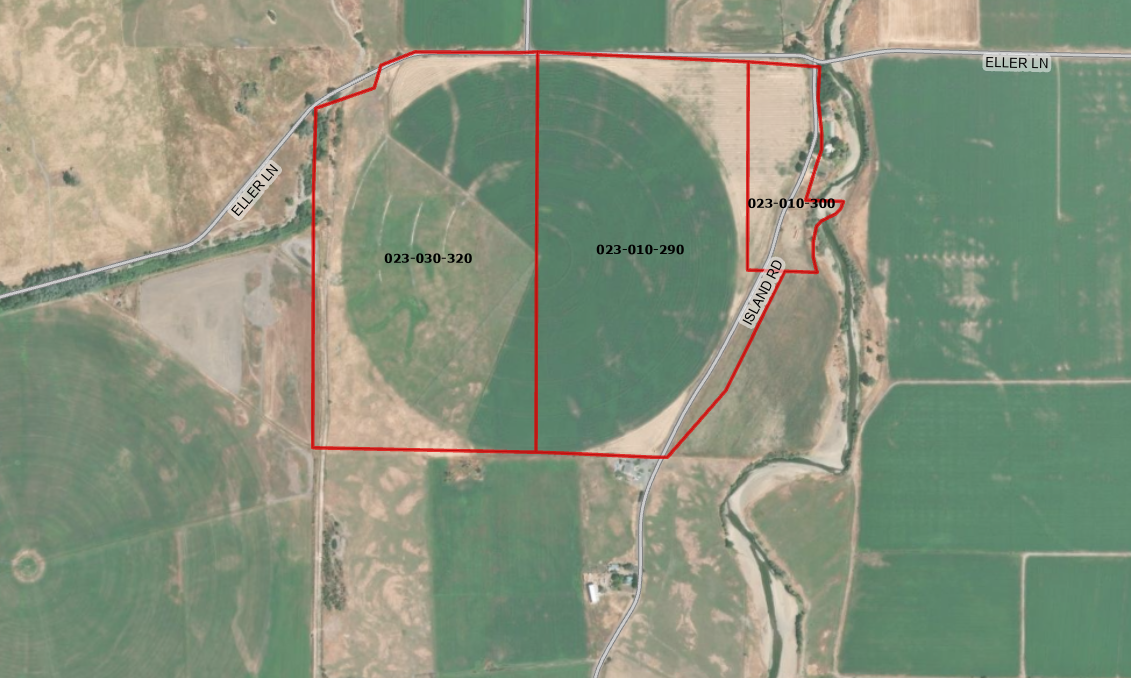 ELLER LN
ELLER LN
023-010-300
023-010-290
023-030-320
ISLAND RD